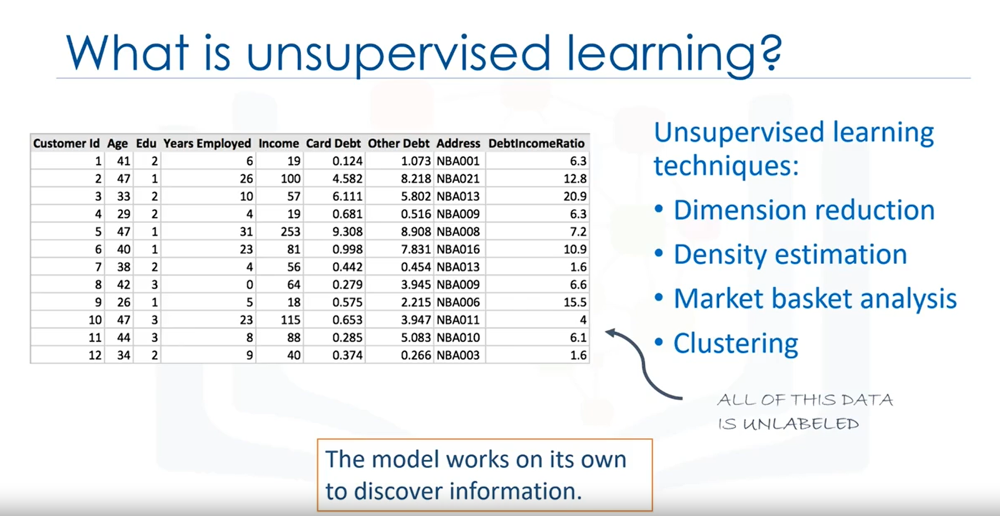 What is unsupervised learning?
Customer Id Age Edu Years Employed Income Card Debt Other Debt Address DebtIncomeRatio
1 41 2 6 19 0.124 1.073 NBA001 6.3
2 47 1 26 100 4.582 8.218 NBA021 12.8
3 33 2 10 57 6.111 5.802 NBA013 20.9
4 29 2 4 19 0.681 0.516 NBA009 6.3
5 47 1 31 253 9.308 8.908 NBA008 7.2
6 40 1 23 81 0.998 7.831 NBA016 10.9
7 38 2 4 56 0.442 0.454 NBA013 1.6
8 42 3 0 64 0.279 3.945 NBA009 6.6
9 26 1 5 18 0.575 2.215 NBA006 15.5
10 47 3 23 115 0.653 3.947 NBA011 4
11 44 3 8 88 0.285 5.083 NBA010 6.1
12 34 2 9 40 0.374 0.266 NBA003 1.6
Unsupervised learning
techniques:
• Dimension reduction
• Density estimation
• Market basket analysis
• Clustering
ALL OF THIS DATA
IS UNLABELED
The model works on its own
to discover information.